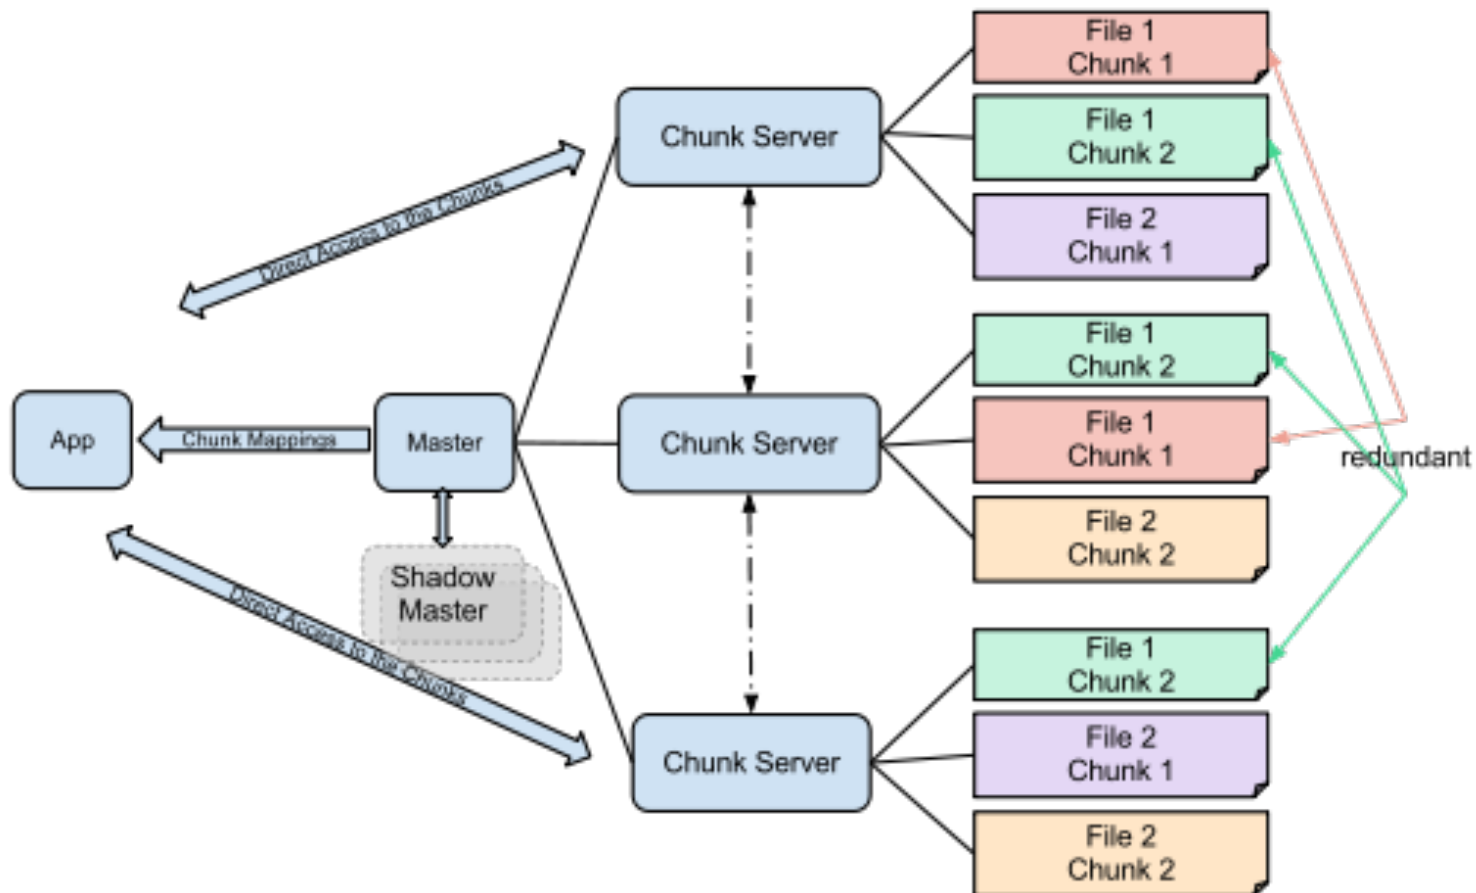 File 1
Chunk 1
File 1
Chunk 2
File 2
Chunk 1
Chunk Server
Direct Access to the Chunks
File 1
Chunk 2
File 1
Chunk 1
File 2
Chunk 2
Chunk Server
redundant
App
Chunk Mappings
Master
Shadow
Master
Direct Access to the Chunks
File 1
Chunk 2
File 2
Chunk 1
File 2
Chunk 2
Chunk Server